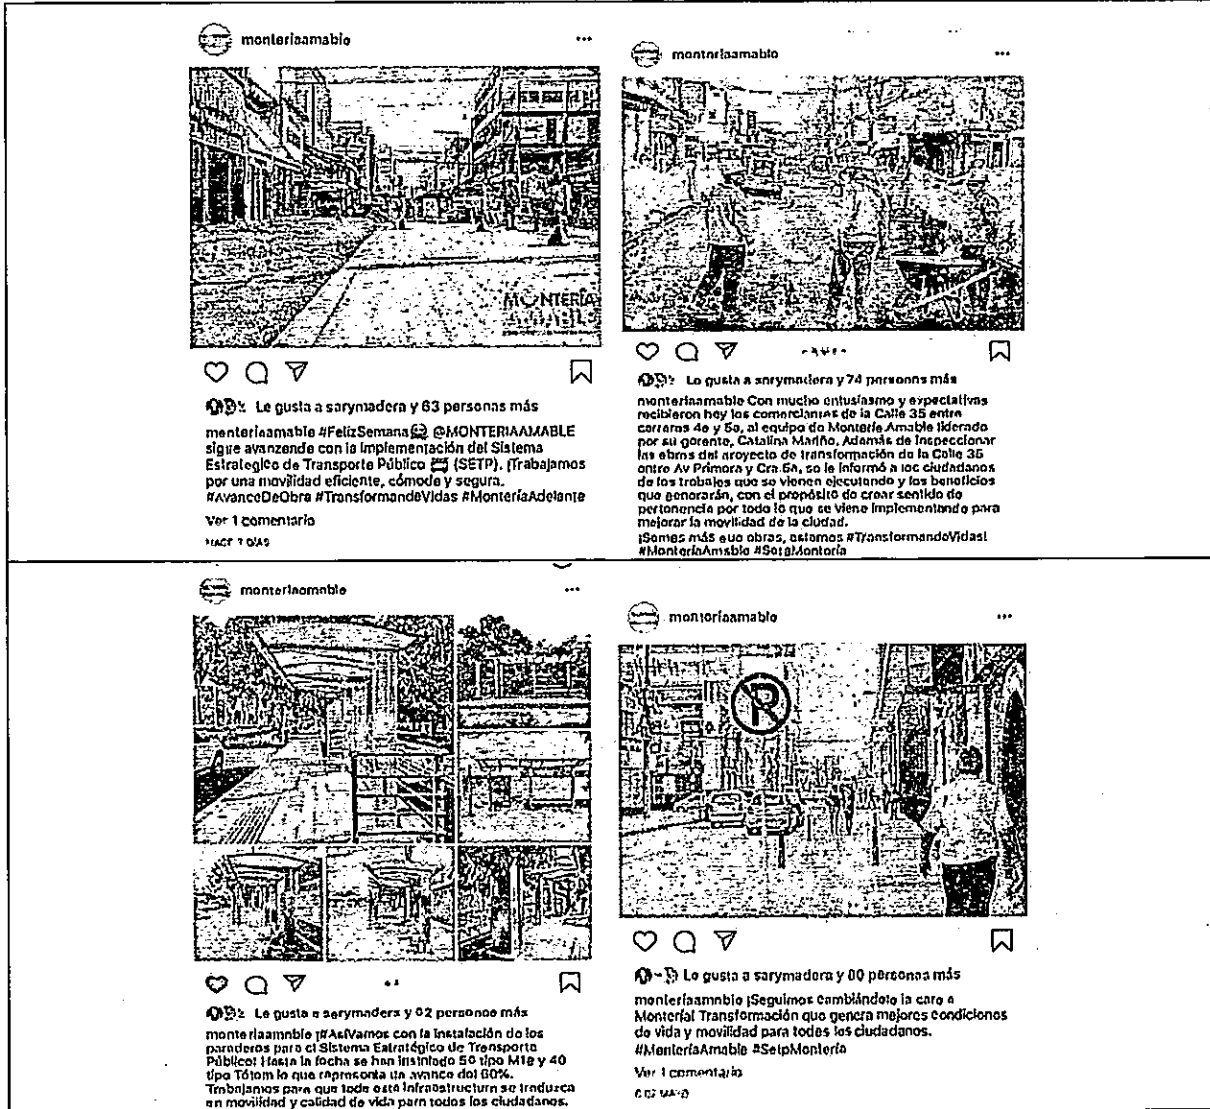 monteriaamable
MONTERÍA
AMABLE
Le gusta a sarymadera y 63 personas más
monteriaamable #FelizSemana @MONTERIAAMABLE
sigue avanzando con la implementación del Sistema
Estrategico de Transporte Público (SETP). ¡Trabajamos
por una movilidad eficiente, cómoda y segura.
#AvanceDeObra #TransformandoVidas #MonteríaAdelante
Ver 1 comentario
HACE 2 DÍAS
monteriaamable
Le gusta a sarymadera y 74 personas más
monteriaamable Con mucho entusiasmo y expectativas
recibieron hoy los comerciantes de la Calle 35 entre
carreras 4a y 5a, al equipo de Montería Amable liderado
por su gerente, Catalina Mariño. Además de inspeccionar
las obras del proyecto de transformación de la Calle 35
entre Av Primera y Cra.5a, se le informó a los ciudadanos
de los trabajos que se vienen ejecutando y los beneficios
que generarán, con el propósito de crear sentido de
pertenencia por todo lo que se viene implementando para
mejorar la movilidad de la ciudad.
¡Somos más que obras, estamos #TransformandoVidas!
#MonteríaAmable #SetpMontería
monteriaamable
Le gusta a sarymadera y 62 personas más
monteriaamable ¡#AsíVamos con la instalación de los
paraderos para el Sistema Estratégico de Transporte
Público! Hasta la fecha se han instalado 50 tipo M10 y 40
tipo Tótem lo que representa un avance del 60%.
Trabajamos para que toda esta infraestructura se traduzca
en movilidad y calidad de vida para todos los ciudadanos.
monteriaamable
P
Le gusta a sarymadera y 80 personas más
monteriaamable ¡Seguimos cambiándole la cara a
Montería! Transformación que genera mejores condiciones
de vida y movilidad para todos los ciudadanos.
#MonteríaAmable #SetpMontería
Ver 1 comentario
DE MAYO